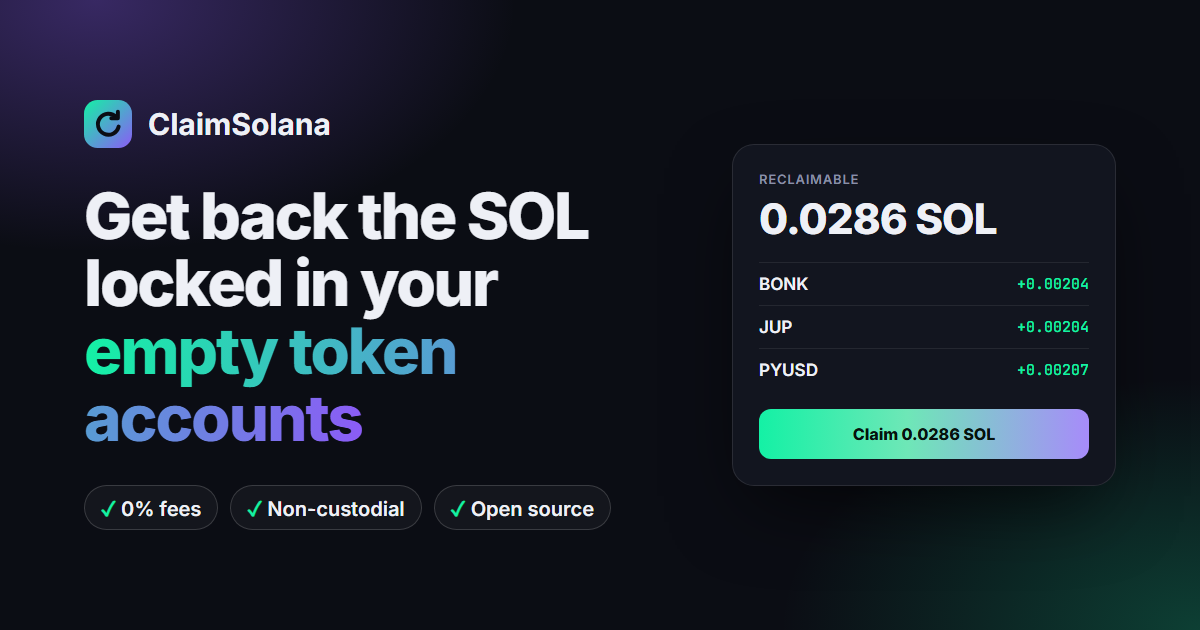 ClaimSolana
Get back the SOL
locked in your
empty token
accounts
✓ 0% fees
✓ Non-custodial
✓ Open source
RECLAIMABLE
0.0286 SOL
BONK +0.00204
JUP +0.00204
PYUSD +0.00207
Claim 0.0286 SOL